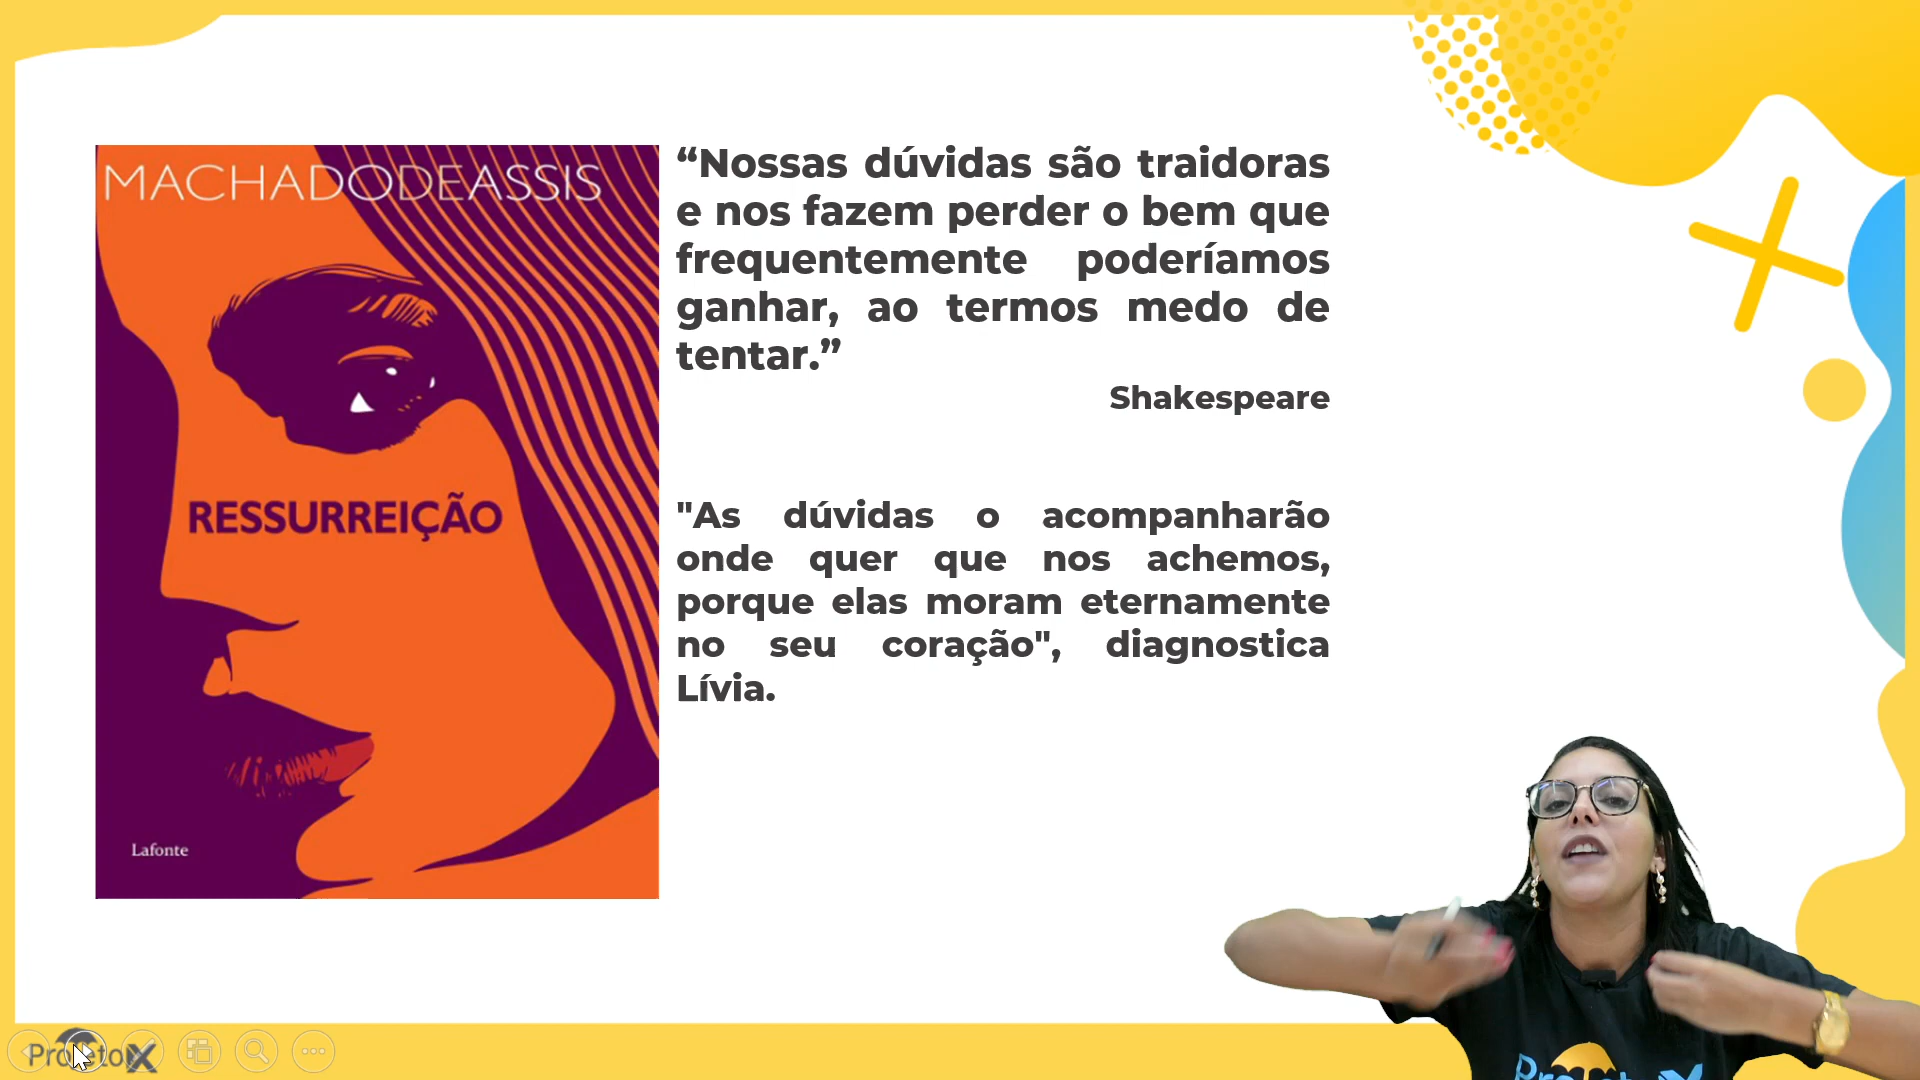 MACHADODEASSIS
RESSURREIÇÃO
Lafonte
“Nossas dúvidas são traidoras
e nos fazem perder o bem que
frequentemente poderíamos
ganhar, ao termos medo de
tentar.”
Shakespeare
"As dúvidas o acompanharão
onde quer que nos achemos,
porque elas moram eternamente
no seu coração", diagnostica
Lívia.
Projeto X